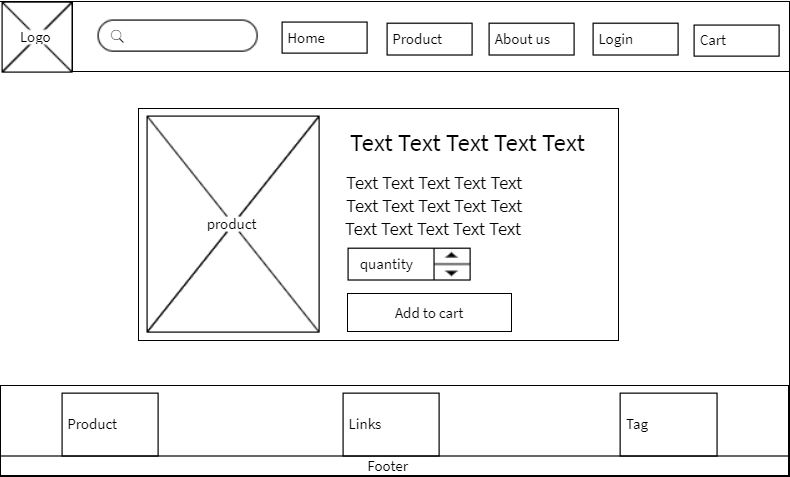 Logo
Home
Product
About us
Login
Cart
product
Text Text Text Text Text
Text Text Text Text Text
Text Text Text Text Text
Text Text Text Text Text
quantity
Add to cart
Product
Links
Tag
Footer